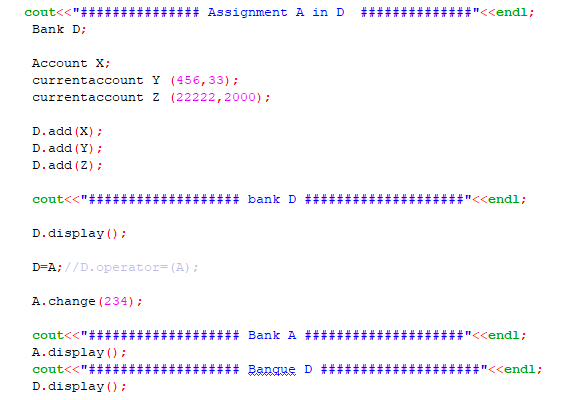 cout<<"############### Assignment A in D  ##############"<<endl;
Bank D;
Account X;
currentaccount Y (456,33);
currentaccount Z (22222,2000);
D.add(X);
D.add(Y);
D.add(Z);
cout<<"################### bank D ####################"<<endl;
D.display();
D=A;//D.operator=(A);
A.change(234);
cout<<"################### Bank A ####################"<<endl;
A.display();
cout<<"################### Banque D ####################"<<endl;
D.display();